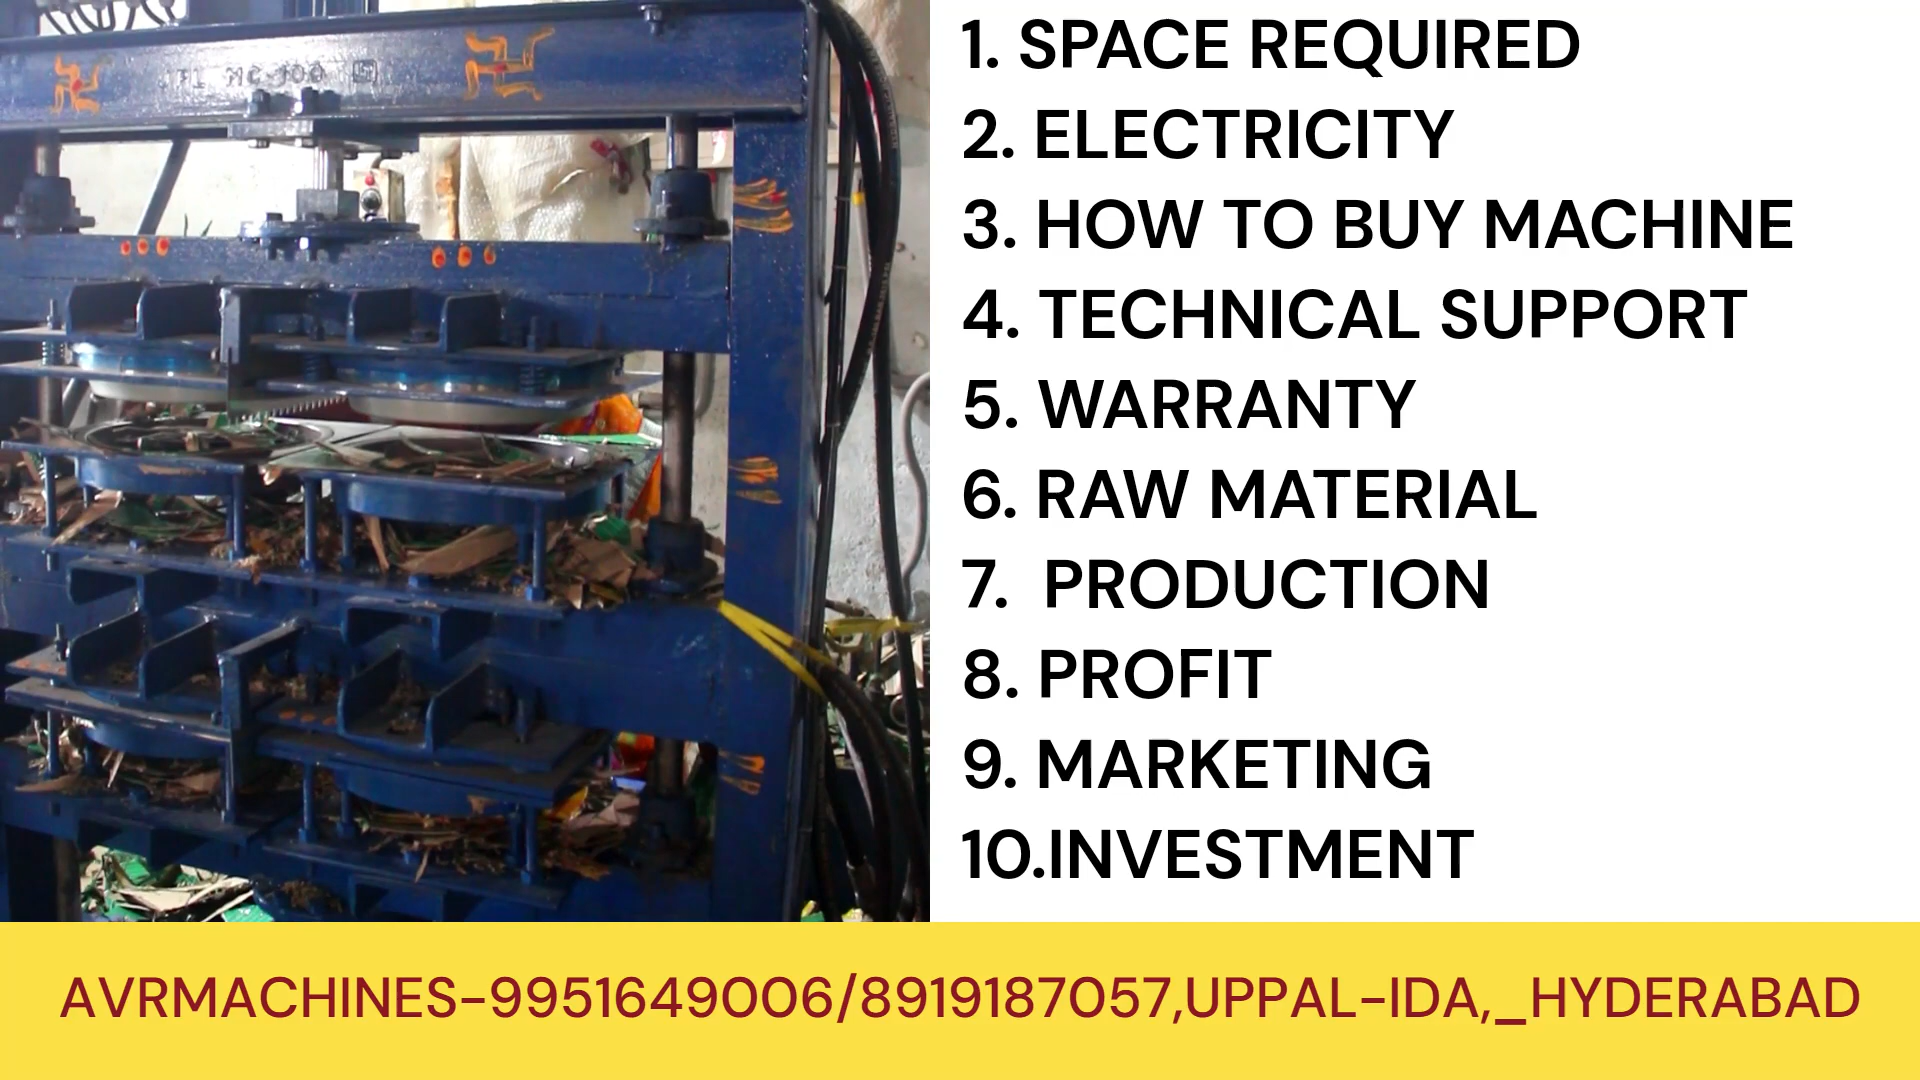 1. SPACE REQUIRED
2. ELECTRICITY
3. HOW TO BUY MACHINE
4. TECHNICAL SUPPORT
5. WARRANTY
6. RAW MATERIAL
7. PRODUCTION
8. PROFIT
9. MARKETING
10.INVESTMENT
AVRMACHINES-9951649006/8919187057,UPPAL-IDA,_HYDERABAD